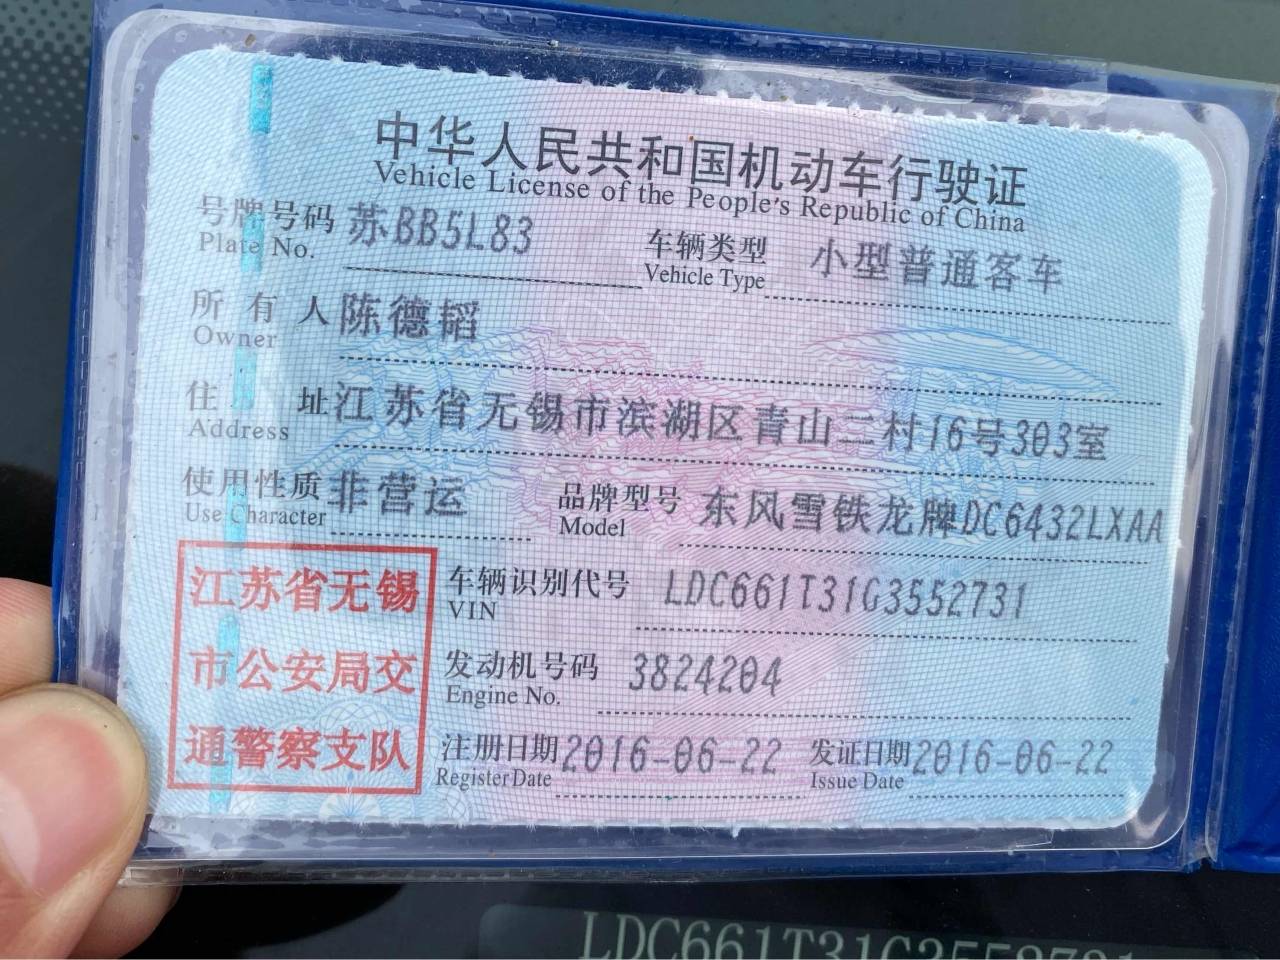 中华人民共和国机动车行驶证
Vehicle License of the People's Republic of China
号牌号码 苏BB5L83 车辆类型 小型普通客车
Plate No. Vehicle Type
所有人 陈德韬
Owner
住址 江苏省无锡市滨湖区青山二村16号303室
Address
使用性质 非营运 品牌型号 东风雪铁龙牌DC6432LXAA
Use Character Model
江苏省无锡
市公安局交
通警察支队
车辆识别代号 LDC661T31G3552731
VIN
发动机号码 3824204
Engine No.
注册日期 2016-06-22 发证日期 2016-06-22
Register Date Issue Date
LDC661T31G3552731